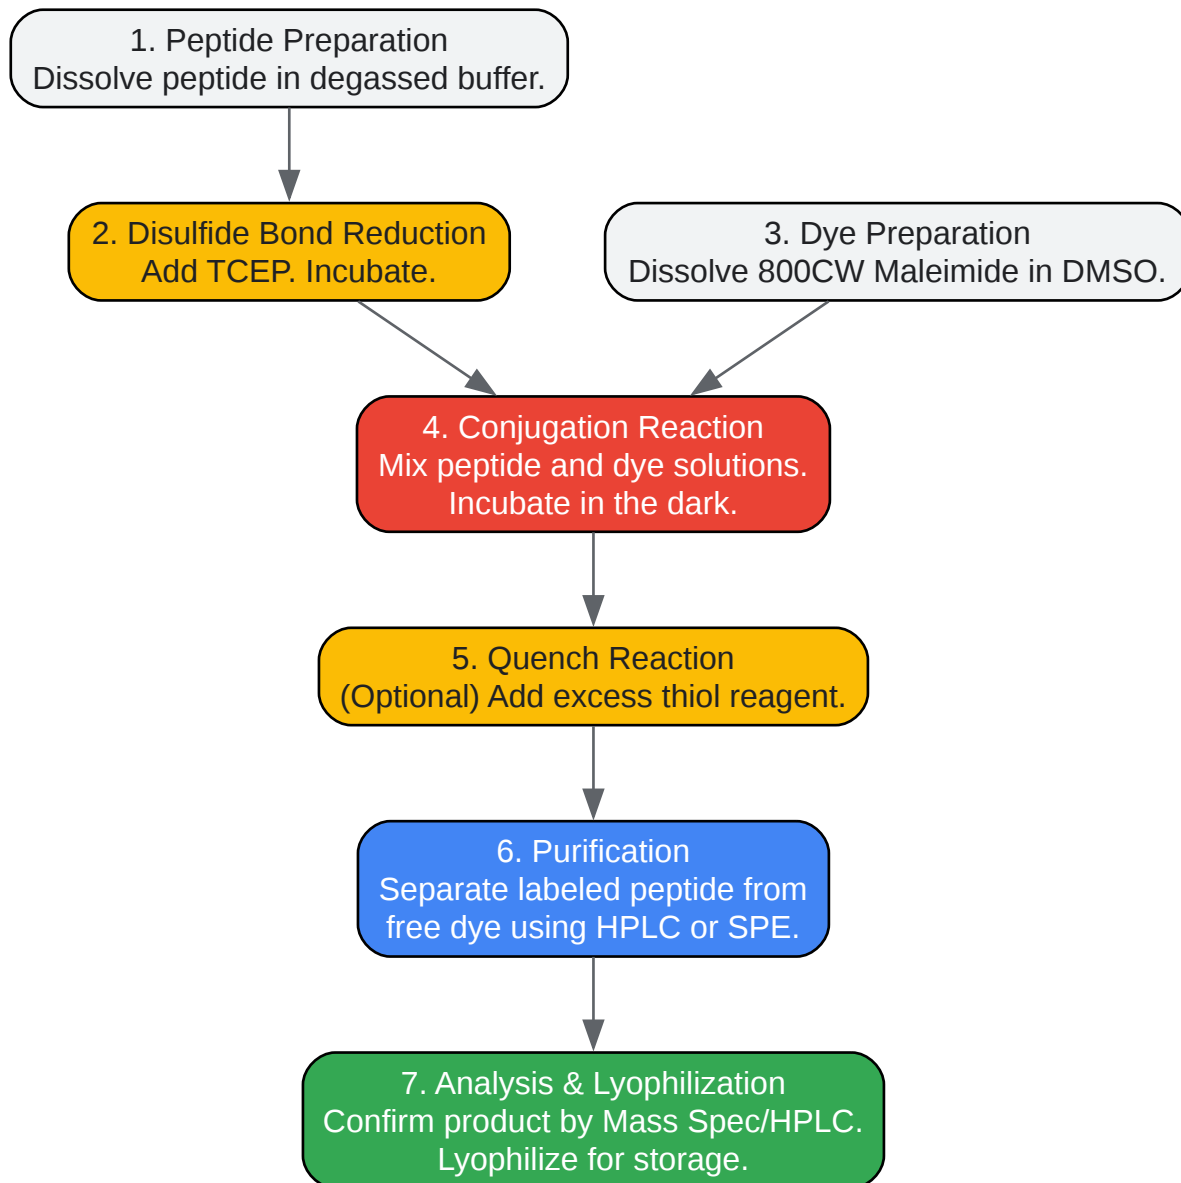 1. Peptide Preparation
Dissolve peptide in degassed buffer.
2. Disulfide Bond Reduction
Add TCEP. Incubate.
3. Dye Preparation
Dissolve 800CW Maleimide in DMSO.
4. Conjugation Reaction
Mix peptide and dye solutions.
Incubate in the dark.
5. Quench Reaction
(Optional) Add excess thiol reagent.
6. Purification
Separate labeled peptide from
free dye using HPLC or SPE.
7. Analysis & Lyophilization
Confirm product by Mass Spec/HPLC.
Lyophilize for storage.